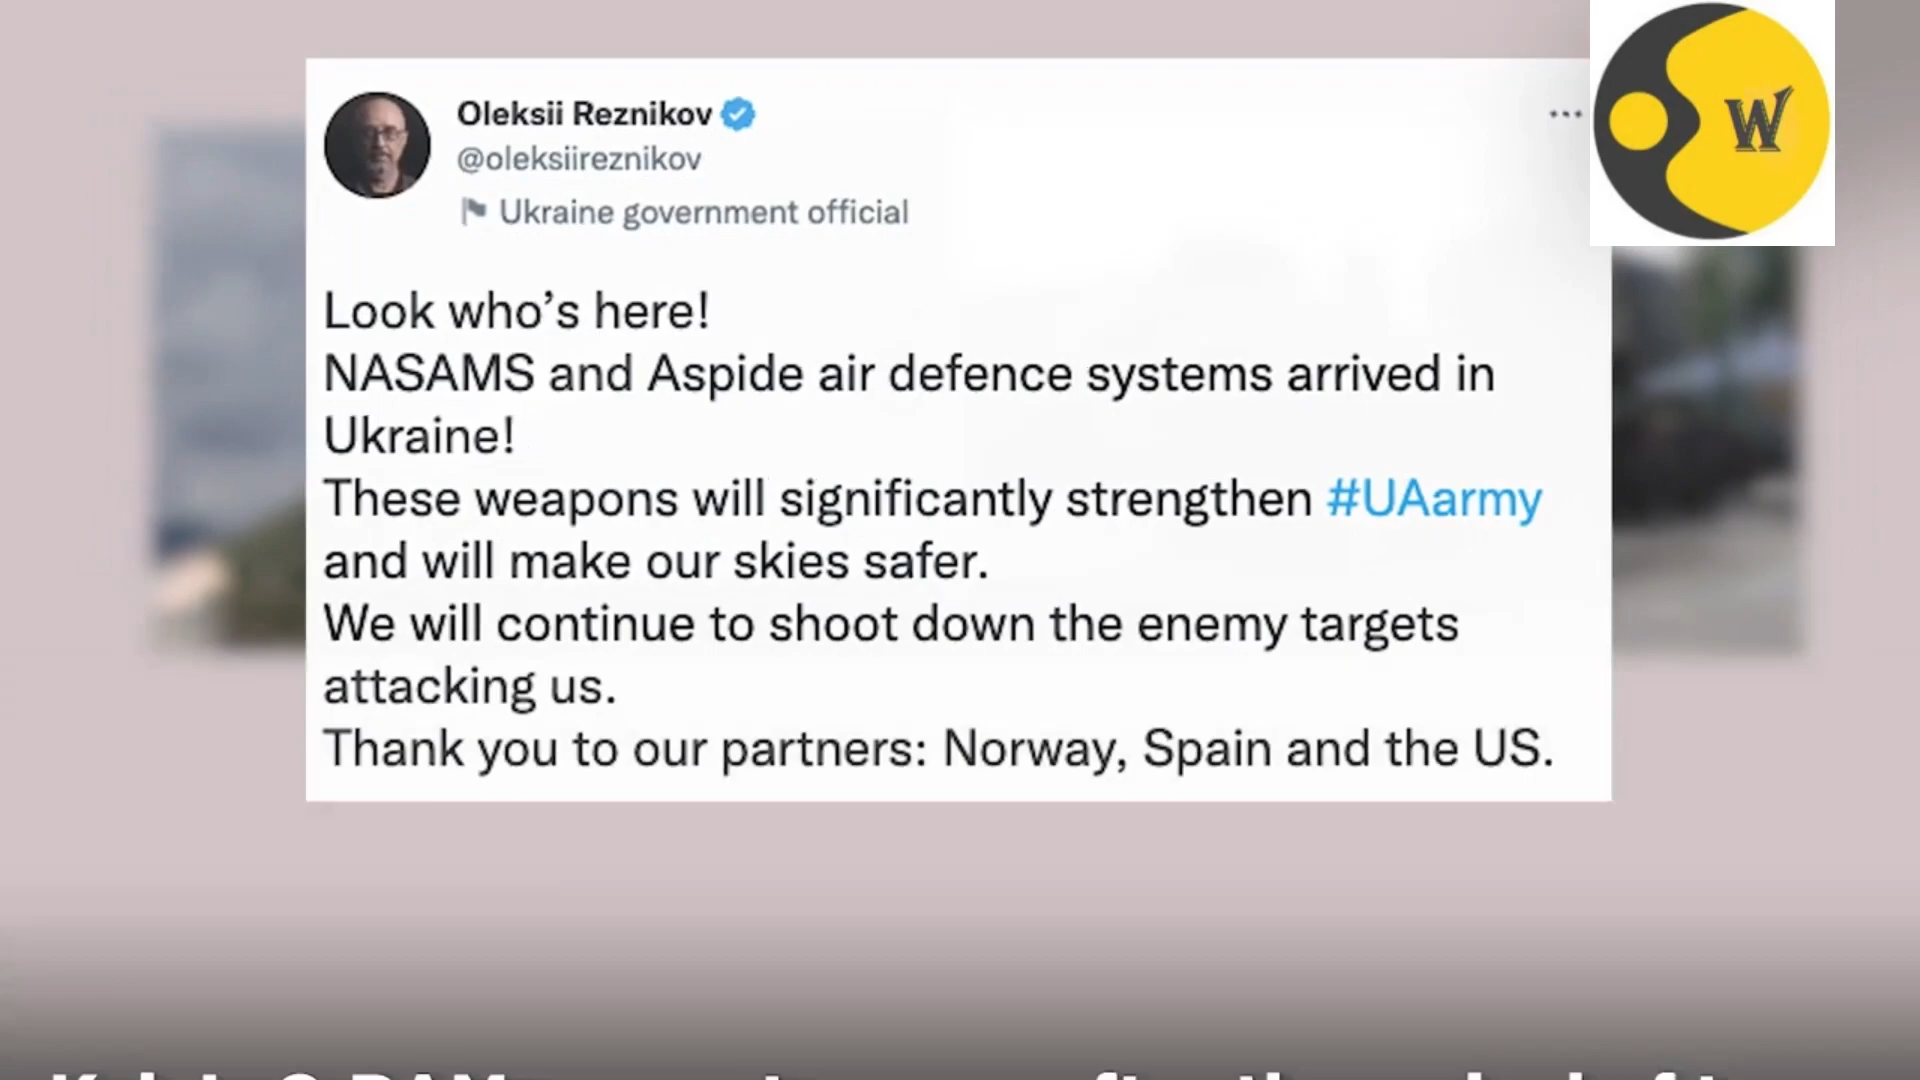 Oleksii Reznikov
@oleksiireznikov
Ukraine government official
W
Look who's here!
NASAMS and Aspide air defence systems arrived in
Ukraine!
These weapons will significantly strengthen #UAarmy
and will make our skies safer.
We will continue to shoot down the enemy targets
attacking us.
Thank you to our partners: Norway, Spain and the US.